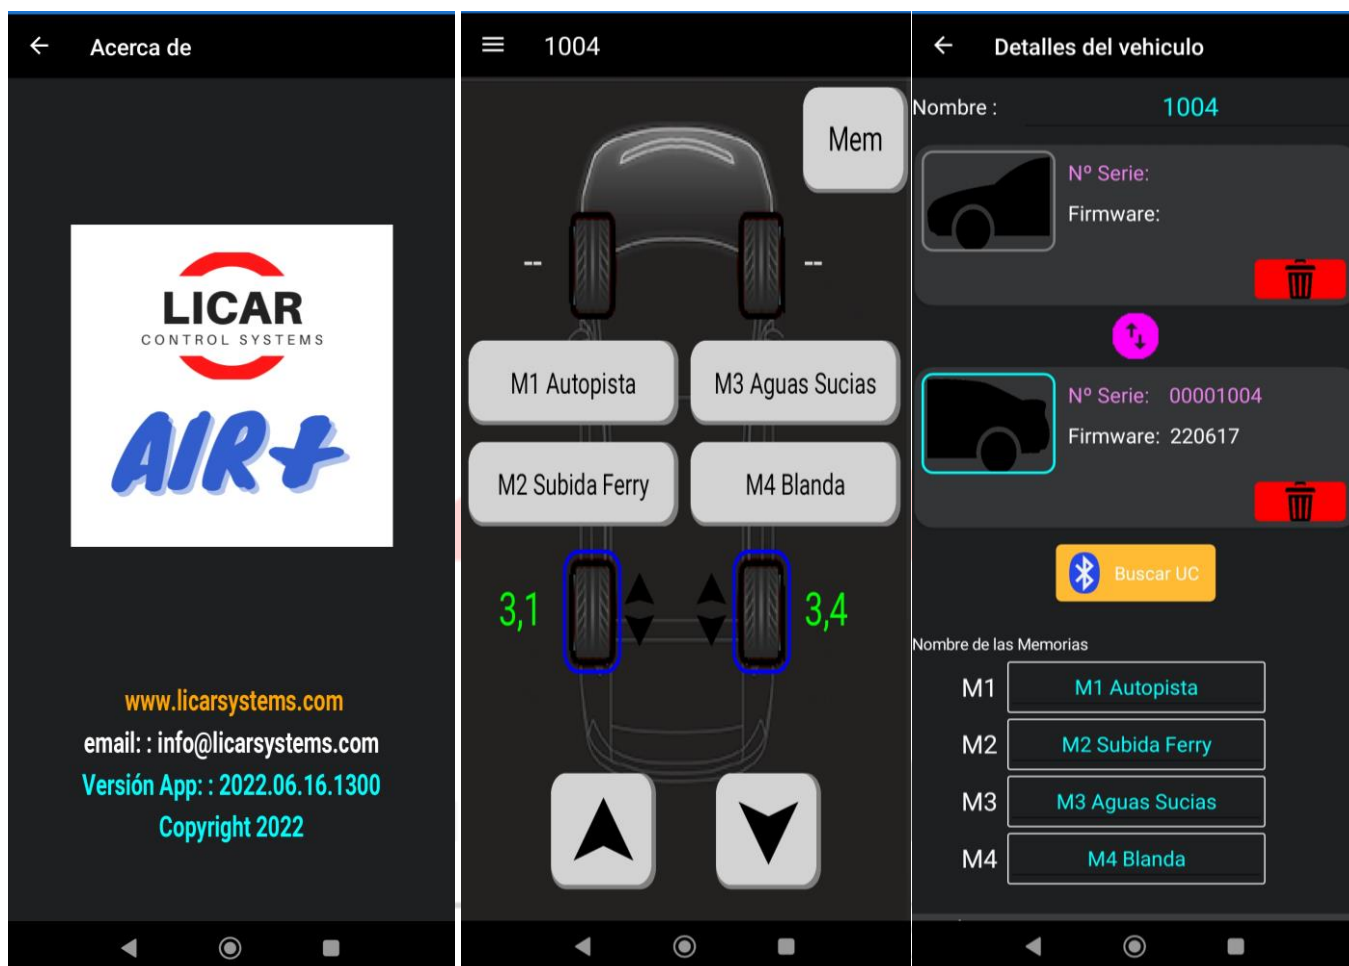 Acerca de
LICAR
CONTROL SYSTEMS
AIR+
www.licarsystems.com
email: : info@licarsystems.com
Versión App: : 2022.06.16.1300
Copyright 2022
1004
Mem
-- --
M1 Autopista M3 Aguas Sucias
M2 Subida Ferry M4 Blanda
3,1 3,4
Detalles del vehiculo
Nombre : 1004
Nº Serie:
Firmware:
Nº Serie: 00001004
Firmware: 220617
Buscar UC
Nombre de las Memorias
M1 M1 Autopista
M2 M2 Subida Ferry
M3 M3 Aguas Sucias
M4 M4 Blanda